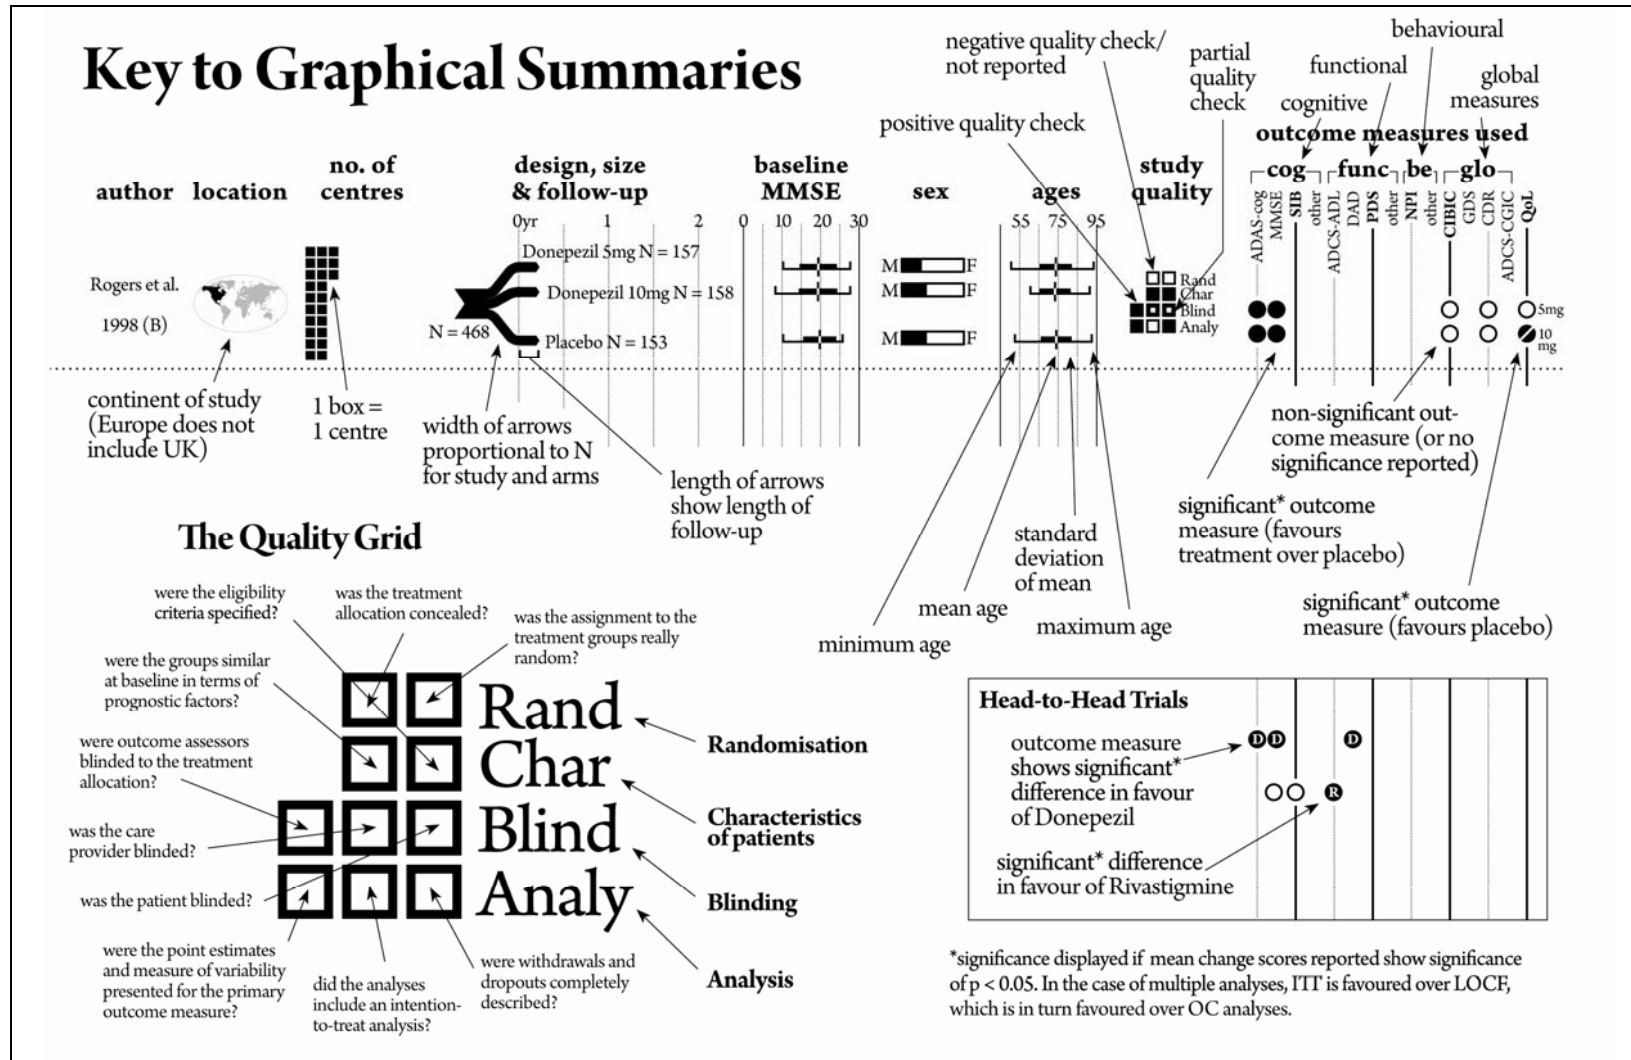 Key to Graphical Summaries
negative quality check/
not reported
positive quality check
partial
quality
check
behavioural
functional
cognitive
global
measures
outcome measures used
author
location
no. of
centres
design, size
& follow-up
baseline
MMSE
sex
ages
study
quality
cog func be glo
ADAS-cog
MMSE
SIB
other
ADCS-ADL
DAD
PDS
other
NPI
other
CIBIC
GDS
CDR
ADCS-CGIC
QoL
0yr 1 2
0 10 20 30
55 75 95
Rogers et al.
1998 (B)
N = 468
Donepezil 5mg N = 157
Donepezil 10mg N = 158
Placebo N = 153
M F
M F
M F
Rand
Char
Blind
Analy
5mg
10
mg
continent of study
(Europe does not
include UK)
1 box =
1 centre
width of arrows
proportional to N
for study and arms
length of arrows
show length of
follow-up
minimum age
mean age
standard
deviation
of mean
maximum age
non-significant out-
come measure (or no
significance reported)
significant* outcome
measure (favours
treatment over placebo)
significant* outcome
measure (favours placebo)
The Quality Grid
were the eligibility
criteria specified?
was the treatment
allocation concealed?
was the assignment to the
treatment groups really
random?
were the groups similar
at baseline in terms of
prognostic factors?
were outcome assessors
blinded to the treatment
allocation?
was the care
provider blinded?
was the patient blinded?
were the point estimates
and measure of variability
presented for the primary
outcome measure?
did the analyses
include an intention-
to-treat analysis?
were withdrawals and
dropouts completely
described?
Rand
Char
Blind
Analy
Randomisation
Characteristics
of patients
Blinding
Analysis
Head-to-Head Trials
outcome measure
shows significant*
difference in favour
of Donepezil
D D D
R
significant* difference
in favour of Rivastigmine
*significance displayed if mean change scores reported show significance
of p < 0.05. In the case of multiple analyses, ITT is favoured over LOCF,
which is in turn favoured over OC analyses.